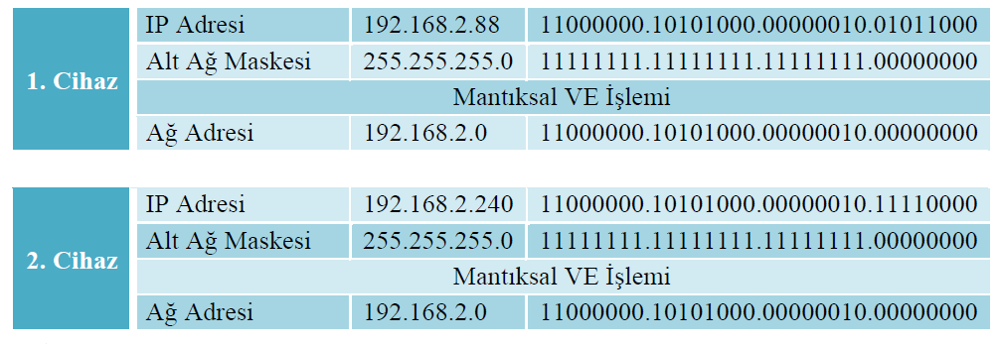 1. Cihaz
IP Adresi 192.168.2.88 11000000.10101000.00000010.01011000
Alt Ağ Maskesi 255.255.255.0 11111111.11111111.11111111.00000000
Mantıksal VE İşlemi
Ağ Adresi 192.168.2.0 11000000.10101000.00000010.00000000
2. Cihaz
IP Adresi 192.168.2.240 11000000.10101000.00000010.11110000
Alt Ağ Maskesi 255.255.255.0 11111111.11111111.11111111.00000000
Mantıksal VE İşlemi
Ağ Adresi 192.168.2.0 11000000.10101000.00000010.00000000